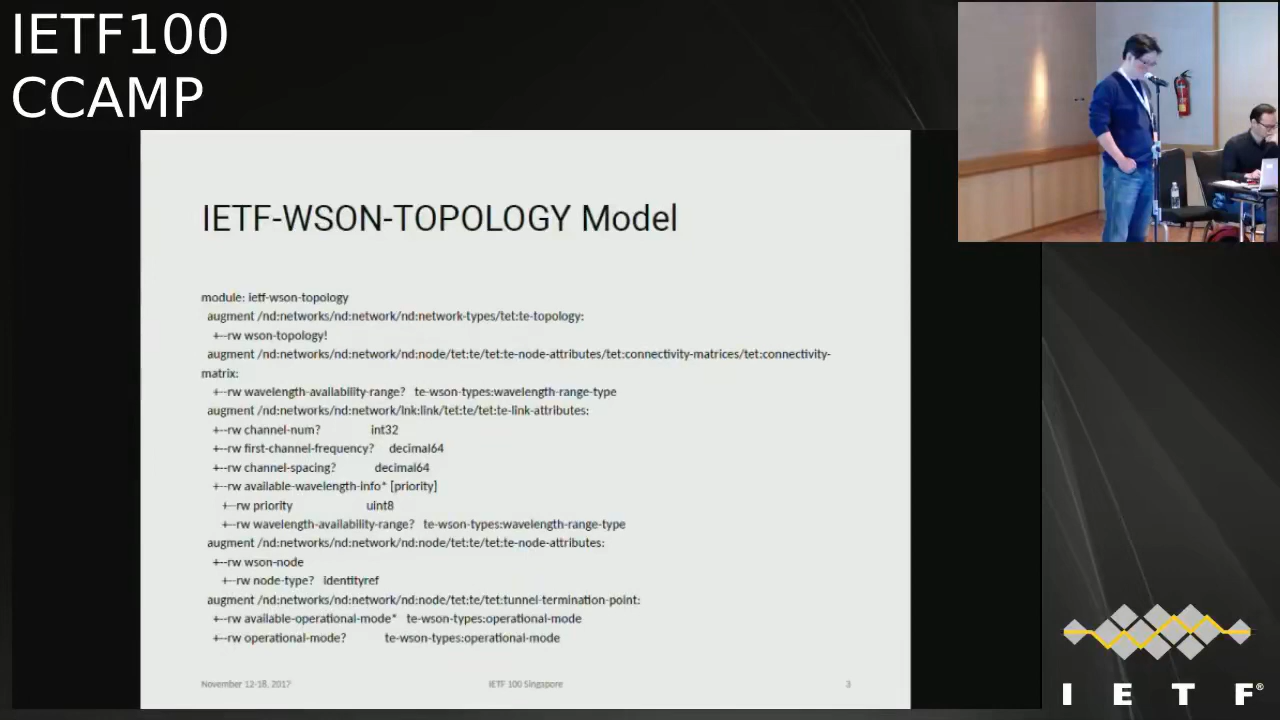 IETF100
CCAMP
IETF-WSON-TOPOLOGY Model
module: ietf-wson-topology
augment /nd:networks/nd:network/nd:network-types/tet:te-topology:
+--rw wson-topology!
augment /nd:networks/nd:network/nd:node/tet:te/tet:te-node-attributes/tet:connectivity-matrices/tet:connectivity-
matrix:
+--rw wavelength-availability-range? te-wson-types:wavelength-range-type
augment /nd:networks/nd:network/lnk:link/tet:te/tet:te-link-attributes:
+--rw channel-num? int32
+--rw first-channel-frequency? decimal64
+--rw channel-spacing? decimal64
+--rw available-wavelength-info* [priority]
+--rw priority uint8
+--rw wavelength-availability-range? te-wson-types:wavelength-range-type
augment /nd:networks/nd:network/nd:node/tet:te/tet:te-node-attributes:
+--rw wson-node
+--rw node-type? identityref
augment /nd:networks/nd:network/nd:node/tet:te/tet:tunnel-termination-point:
+--rw available-operational-mode* te-wson-types:operational-mode
+--rw operational-mode? te-wson-types:operational-mode
November 12-18, 2017 IETF 100 Singapore 3
I E T F®